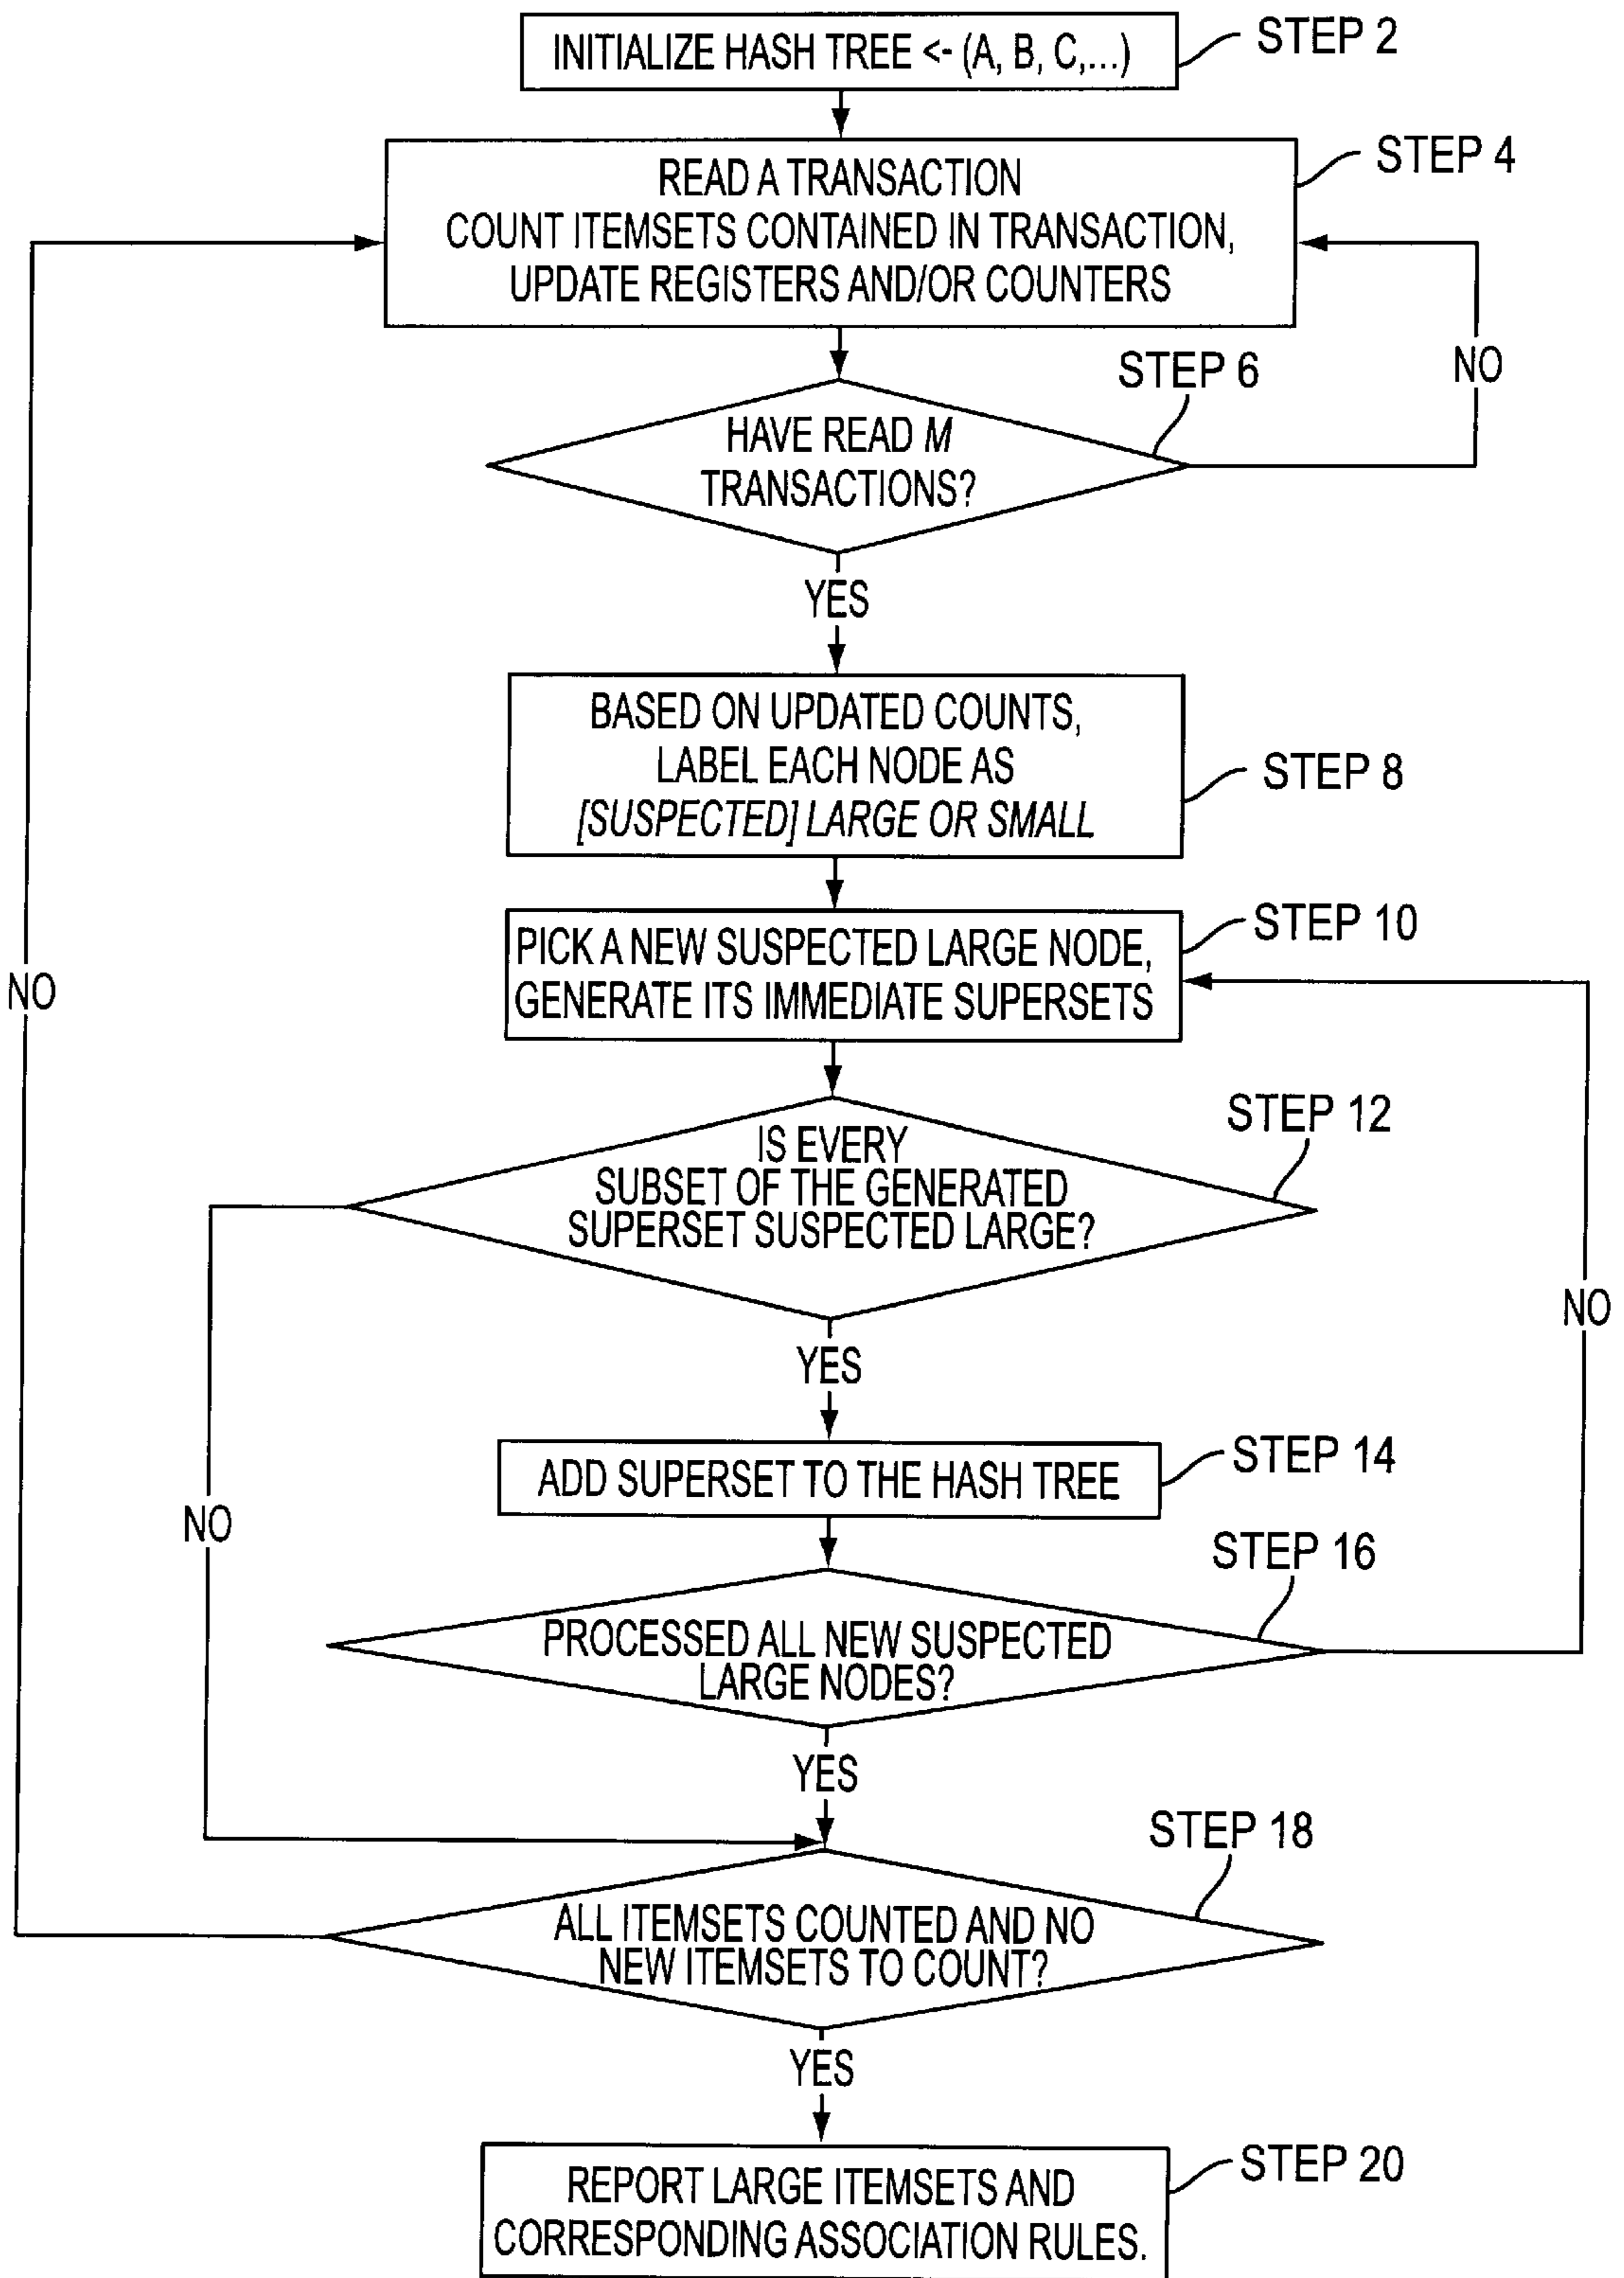 INITIALIZE HASH TREE <- (A, B, C,...)
STEP 2
READ A TRANSACTION
COUNT ITEMSETS CONTAINED IN TRANSACTION,
UPDATE REGISTERS AND/OR COUNTERS
STEP 4
STEP 6
NO
HAVE READ M
TRANSACTIONS?
YES
BASED ON UPDATED COUNTS,
LABEL EACH NODE AS
[SUSPECTED] LARGE OR SMALL
STEP 8
PICK A NEW SUSPECTED LARGE NODE,
GENERATE ITS IMMEDIATE SUPERSETS
STEP 10
NO
STEP 12
IS EVERY
SUBSET OF THE GENERATED
SUPERSET SUSPECTED LARGE?
NO
YES
ADD SUPERSET TO THE HASH TREE
STEP 14
NO
STEP 16
PROCESSED ALL NEW SUSPECTED
LARGE NODES?
YES
STEP 18
ALL ITEMSETS COUNTED AND NO
NEW ITEMSETS TO COUNT?
YES
REPORT LARGE ITEMSETS AND
CORRESPONDING ASSOCIATION RULES.
STEP 20